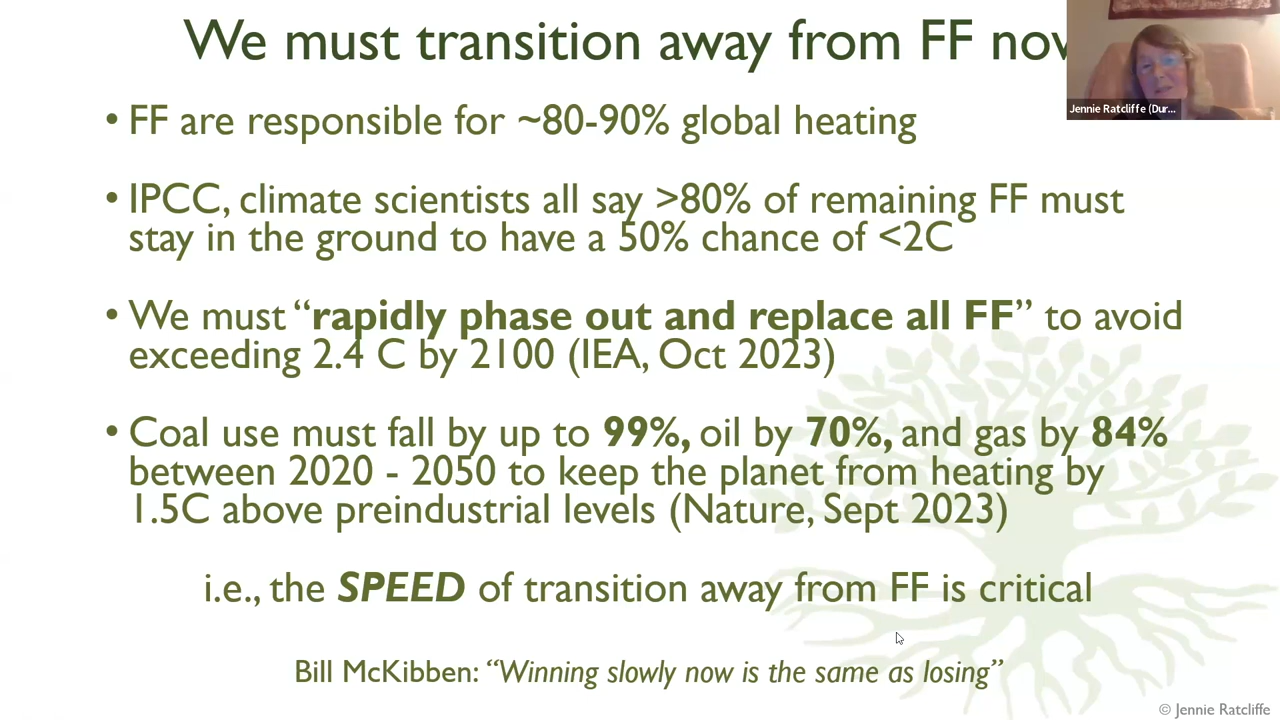 We must transition away from FF now
Jennie Ratcliffe (Dur...
• FF are responsible for ~80-90% global heating
• IPCC, climate scientists all say >80% of remaining FF must
stay in the ground to have a 50% chance of <2C
• We must “rapidly phase out and replace all FF” to avoid
exceeding 2.4 C by 2100 (IEA, Oct 2023)
• Coal use must fall by up to 99%, oil by 70%, and gas by 84%
between 2020 - 2050 to keep the planet from heating by
1.5C above preindustrial levels (Nature, Sept 2023)
i.e., the SPEED of transition away from FF is critical
Bill McKibben: “Winning slowly now is the same as losing”
© Jennie Ratcliffe